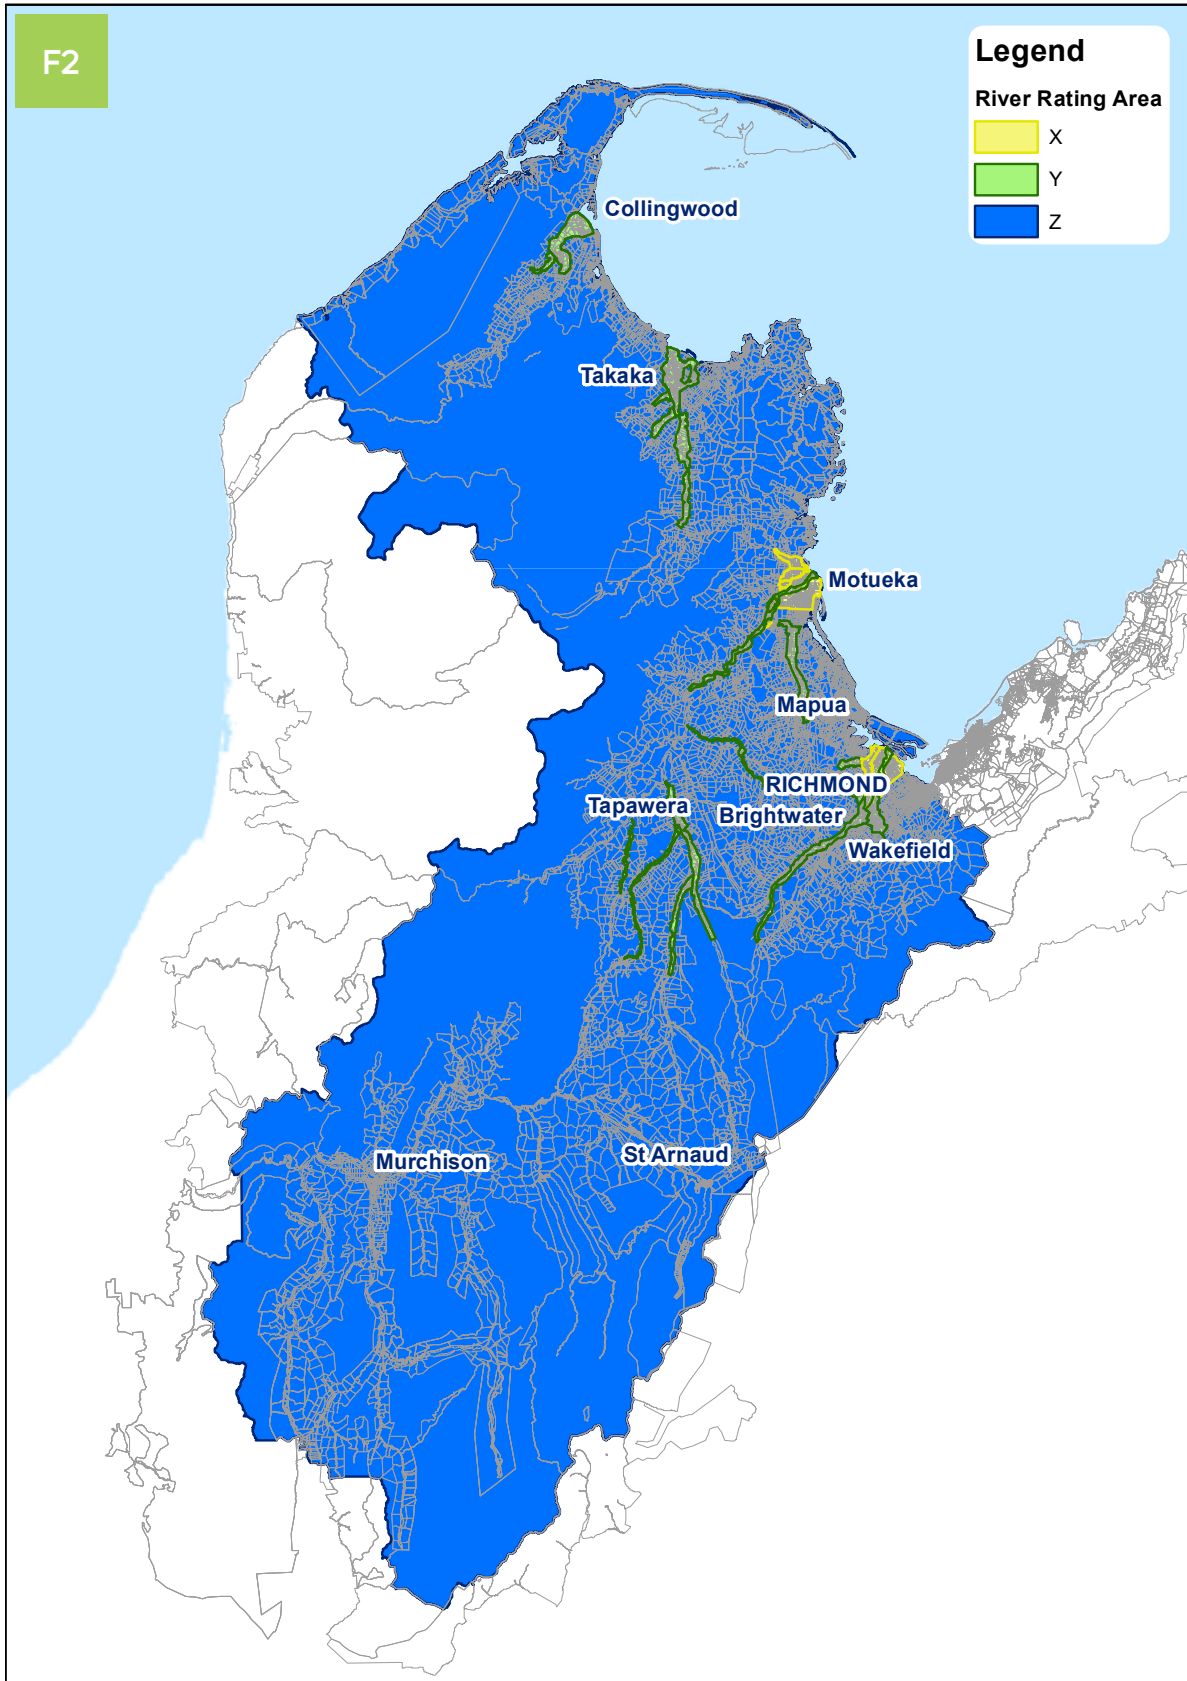 F2
Legend
River Rating Area
X
Y
Z
Collingwood
Takaka
Motueka
Mapua
RICHMOND
Tapawera
Brightwater
Wakefield
St Arnaud
Murchison